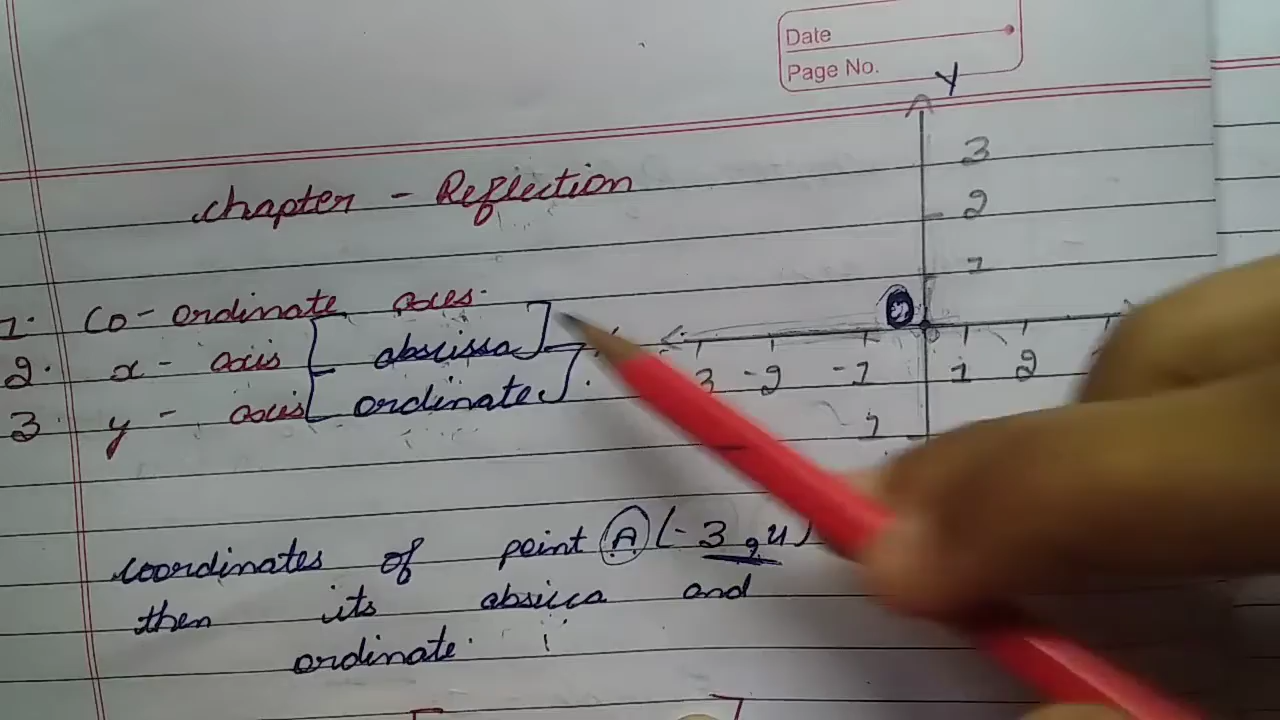 Date
Page No.
Y
3
2
1
Chapter - Reflection
1. Co-ordinate axes.
2. x - axis [ abscissa ]
3. y - axis [ ordinate ].
3 -2 -1 1 2
coordinates of point A (-3, 4)
then its absicca and
ordinate.